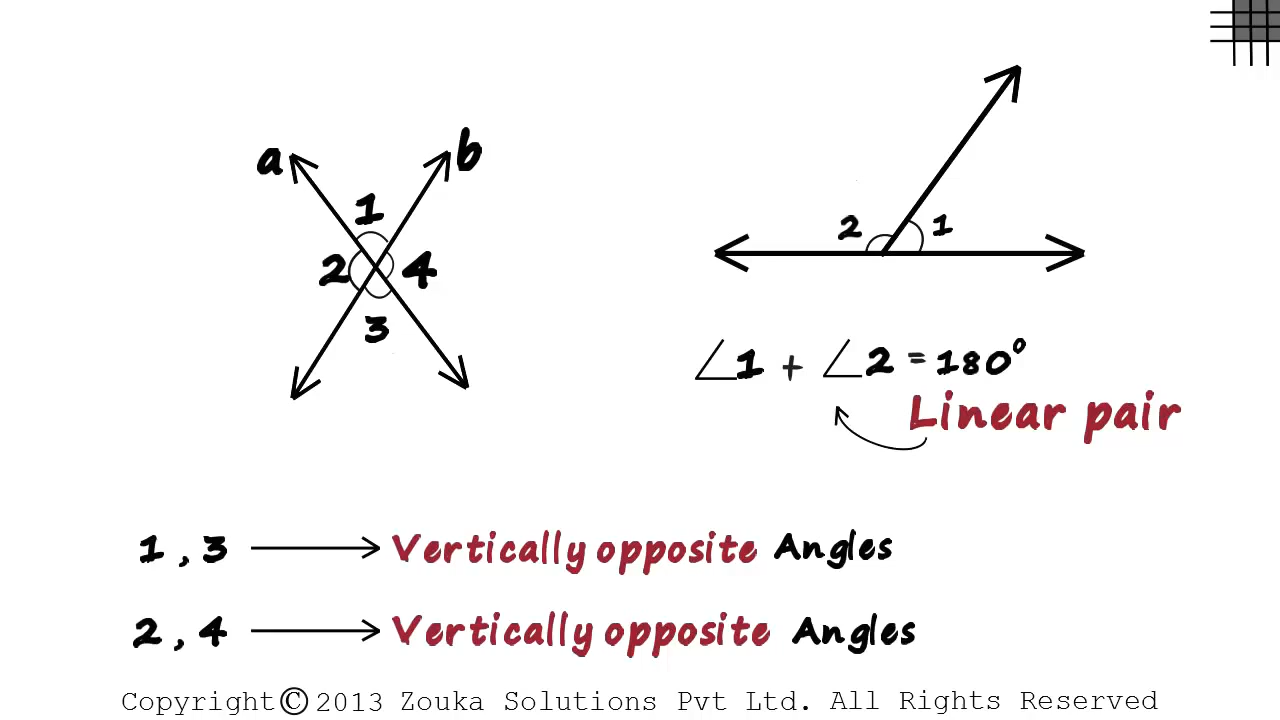 a
b
1
2
4
3
2
1
∠1 + ∠2 = 180°
Linear pair
1 , 3 → Vertically opposite Angles
2 , 4 → Vertically opposite Angles
Copyright © 2013 Zouka Solutions Pvt Ltd. All Rights Reserved